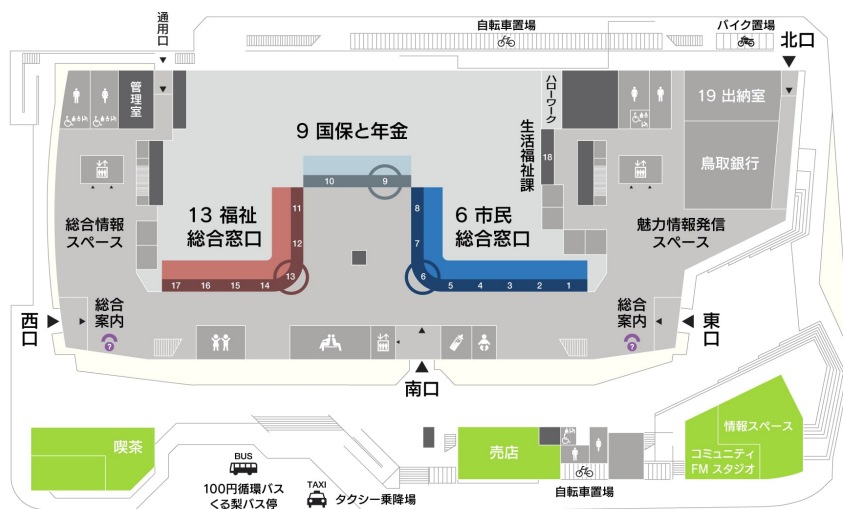 通用口
自転車置場
バイク置場
北口
管理室
ハローワーク
19 出納室
9 国保と年金
生活福祉課
18
鳥取銀行
10
9
総合情報
スペース
13 福祉
総合窓口
11
12
13
14
15
16
17
8
7
6
5
4
3
2
1
6 市民
総合窓口
魅力情報発信
スペース
西口
総合
案内
?
総合
案内
?
東口
南口
喫茶
BUS
100円循環バス
くる梨バス停
TAXI
タクシー乗降場
売店
自転車置場
情報スペース
コミュニティ
FM スタジオ